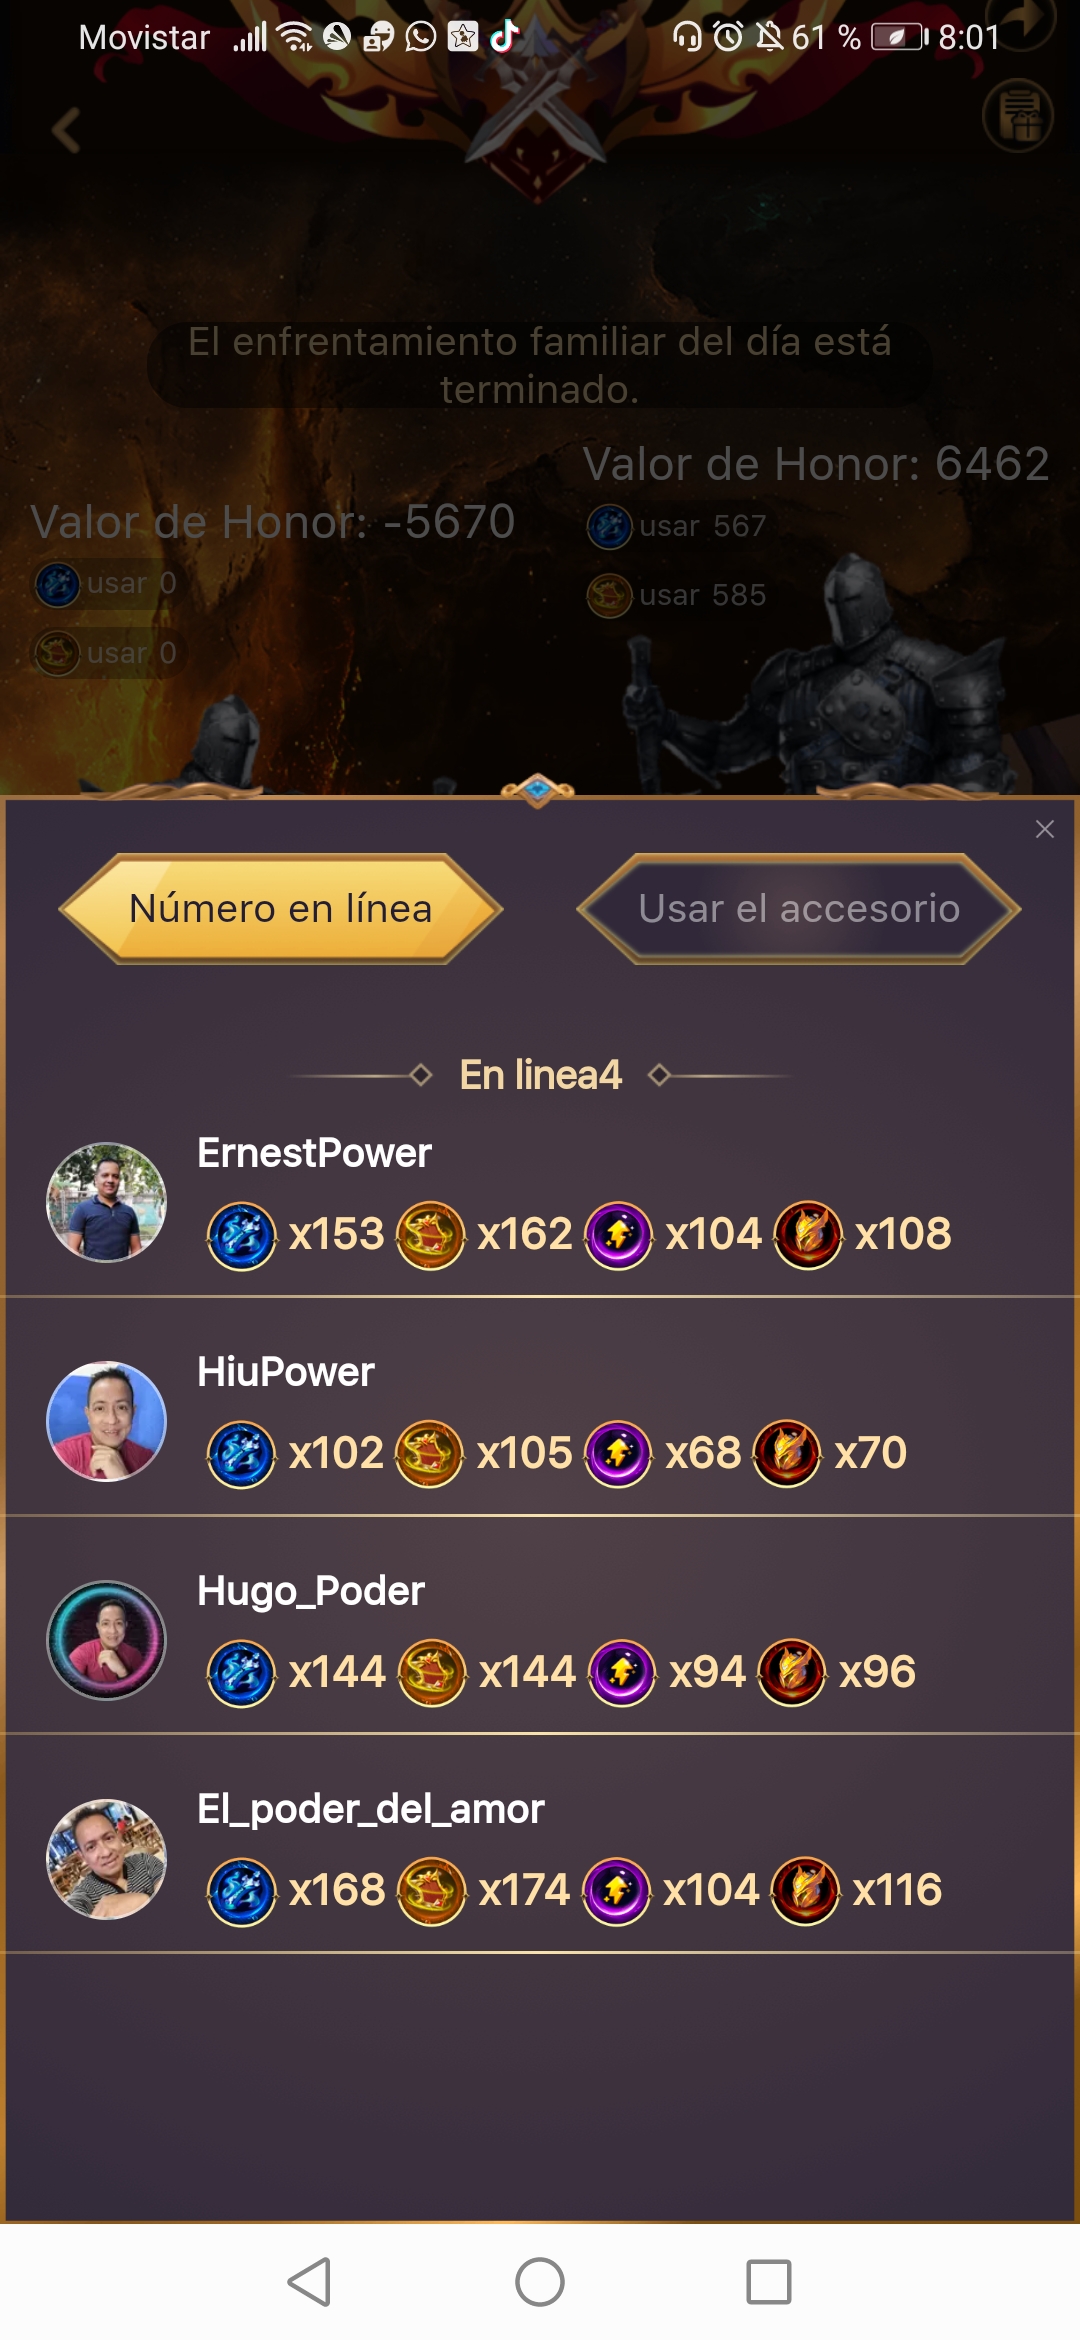 Movistar 61 % 8:01
El enfrentamiento familiar del día está
terminado.
Valor de Honor: 6462
usar 567
usar 585
Valor de Honor: -5670
usar 0
usar 0
Número en línea
Usar el accesorio
En linea4
ErnestPower
x153 x162 x104 x108
HiuPower
x102 x105 x68 x70
Hugo_Poder
x144 x144 x94 x96
El_poder_del_amor
x168 x174 x104 x116